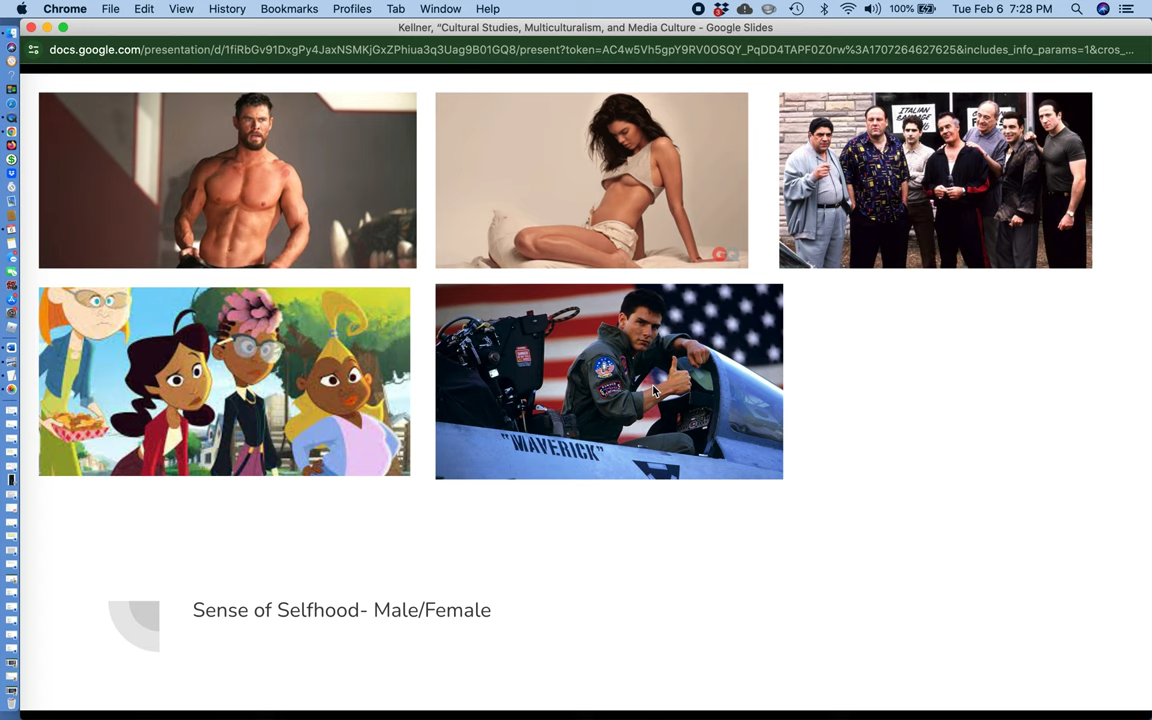 Chrome File Edit View History Bookmarks Profiles Tab Window Help 100% Tue Feb 6 7:28 PM
Kellner, "Cultural Studies, Multiculturalism, and Media Culture - Google Slides
docs.google.com/presentation/d/1fiRbGv91DxgPy4JaxNSMKjGxZPhiua3q3Uag9B01GQ8/present?token=AC4w5Vh5gpY9RV0OSQY_PqDD4TAPF0Z0rw%3A1707264627625&includes_info_params=1&cros_...
GQ
ITALIAN
"MAVERICK"
Sense of Selfhood- Male/Female